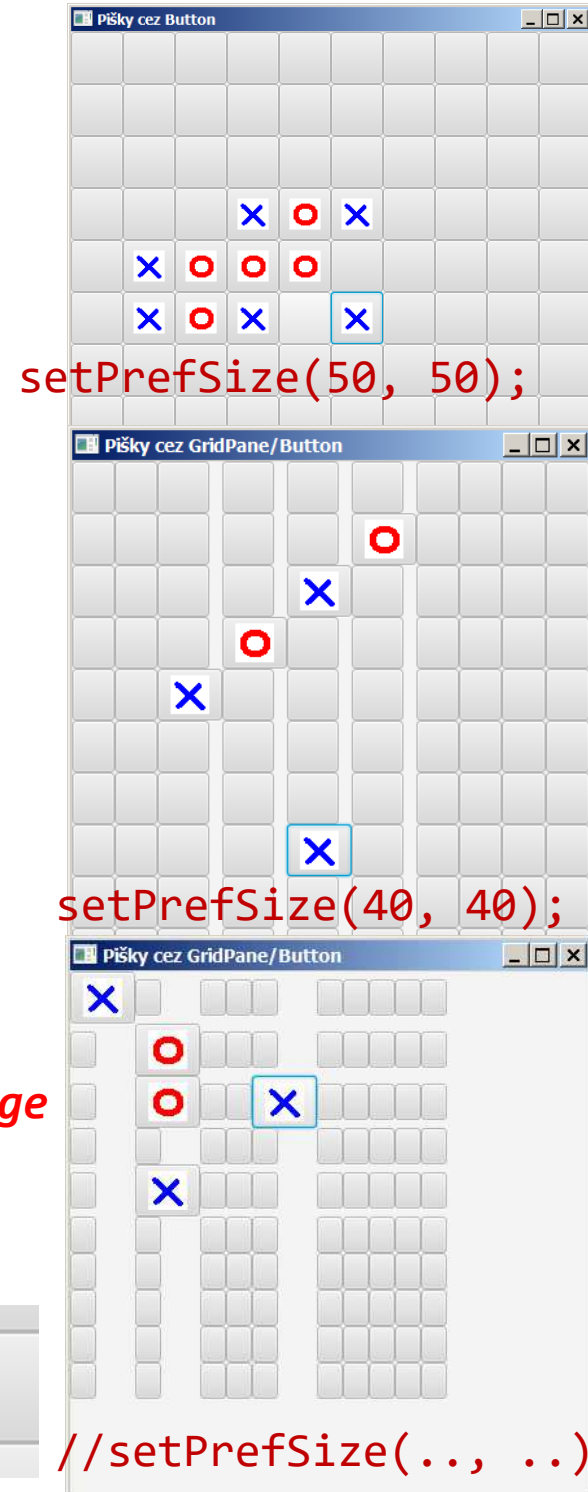 Pišky cez Button
setPrefSize(50, 50);
Pišky cez GridPane/Button
setPrefSize(40, 40);
Pišky cez GridPane/Button
ge
//setPrefSize(.., ..)